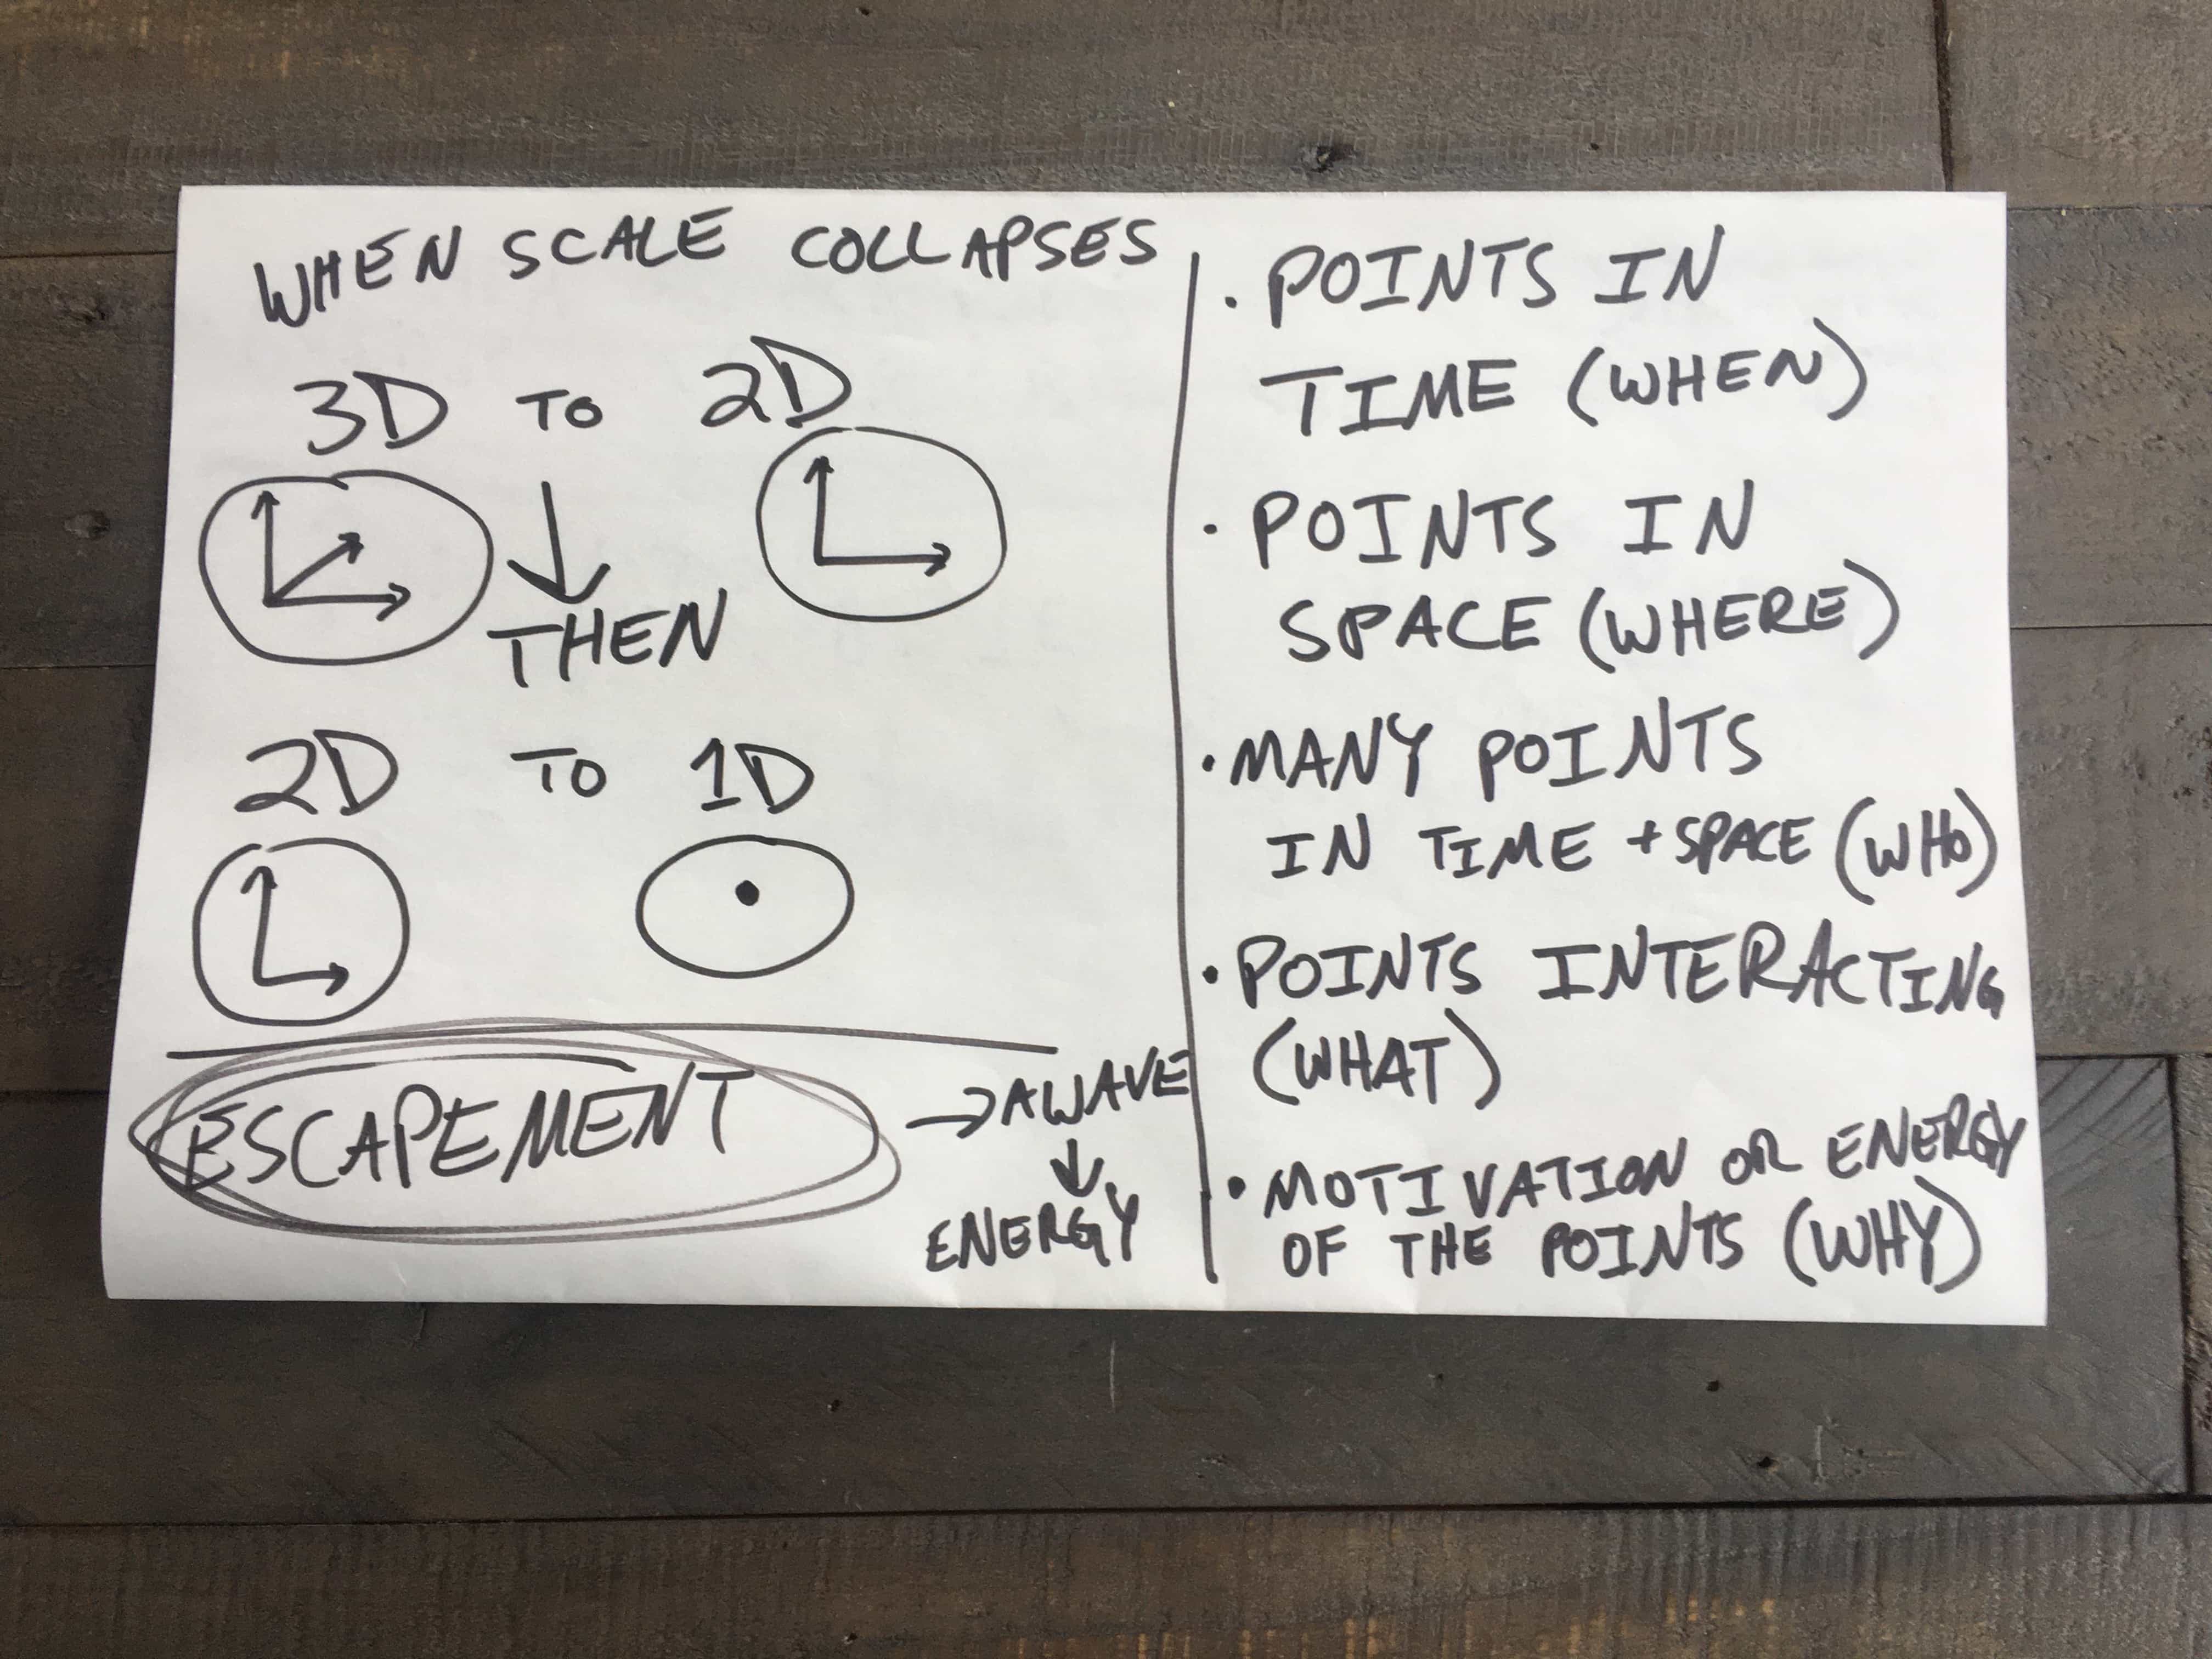 WHEN SCALE COLLAPSES
3D TO 2D
THEN
2D TO 1D
ESCAPEMENT
→ A WAVE
↓
ENERGY
• POINTS IN
TIME (WHEN)
• POINTS IN
SPACE (WHERE)
• MANY POINTS
IN TIME + SPACE (WHO)
• POINTS INTERACTING
(WHAT)
• MOTIVATION OR ENERGY
OF THE POINTS (WHY)